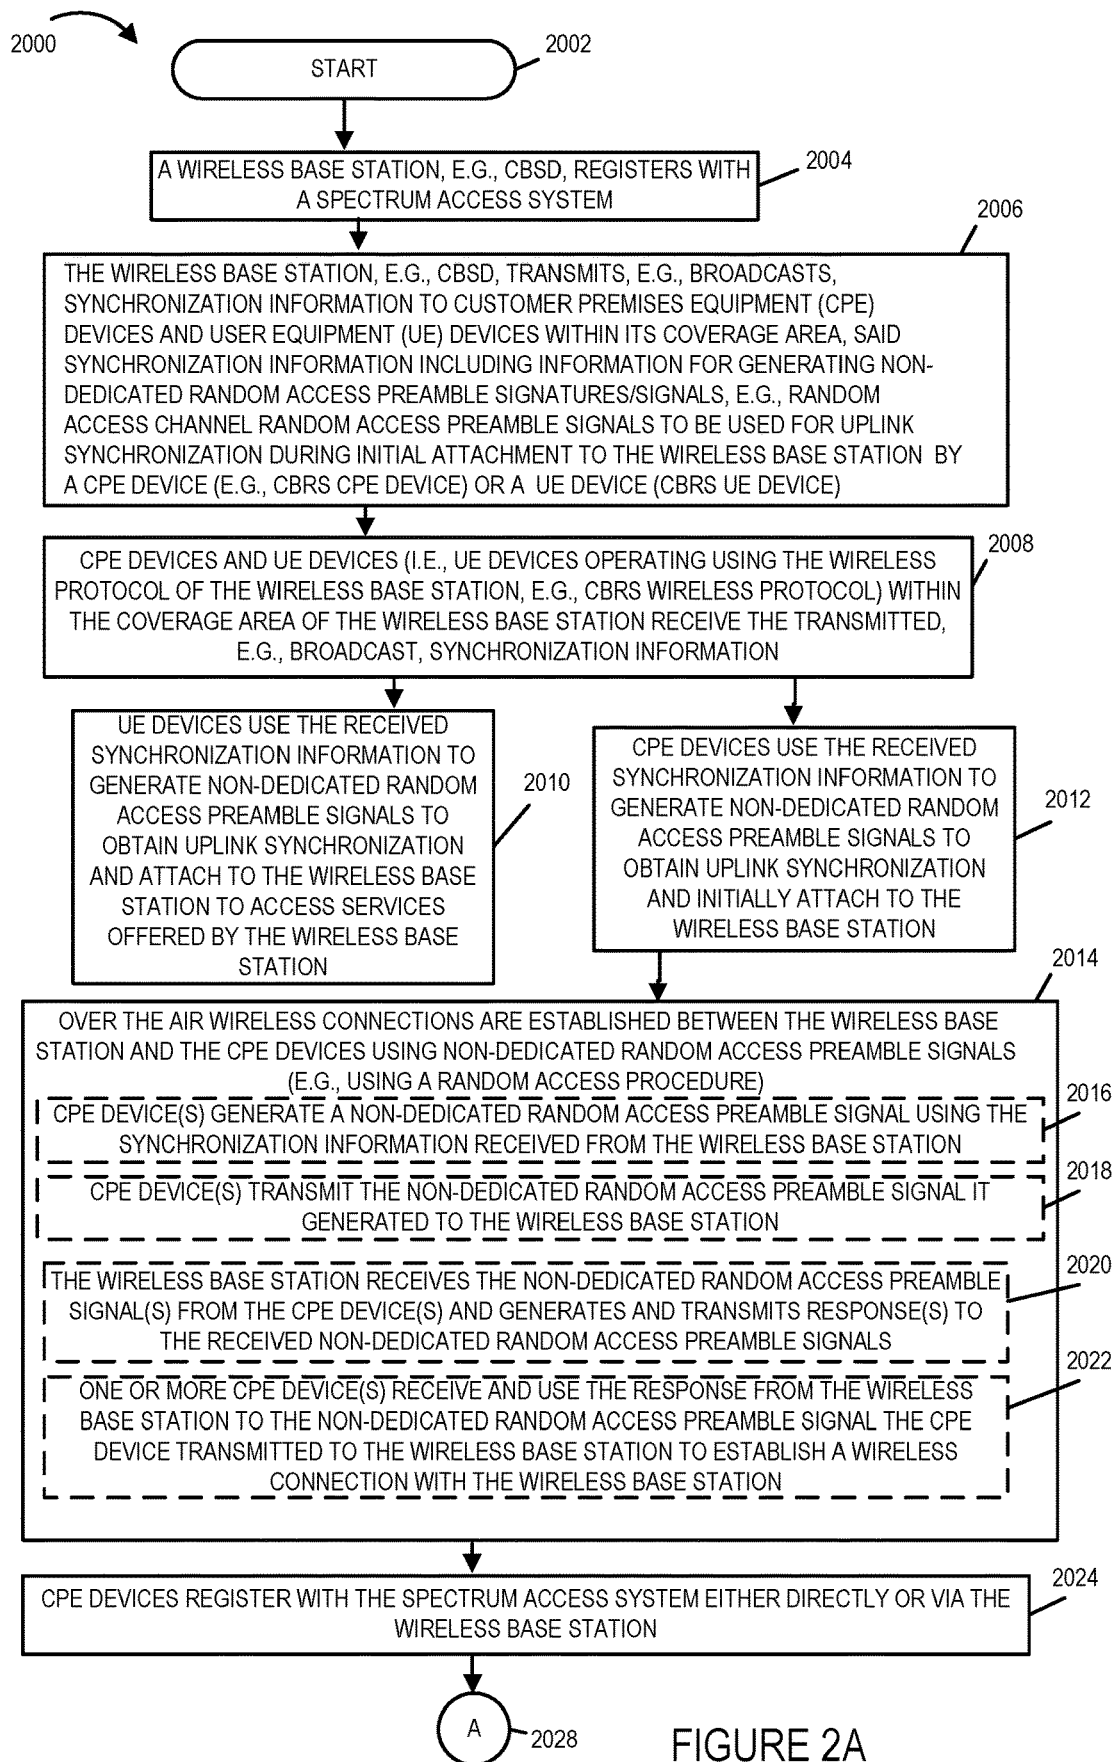 2000
START
2002
A WIRELESS BASE STATION, E.G., CBSD, REGISTERS WITH
A SPECTRUM ACCESS SYSTEM
2004
2006
THE WIRELESS BASE STATION, E.G., CBSD, TRANSMITS, E.G., BROADCASTS,
SYNCHRONIZATION INFORMATION TO CUSTOMER PREMISES EQUIPMENT (CPE)
DEVICES AND USER EQUIPMENT (UE) DEVICES WITHIN ITS COVERAGE AREA, SAID
SYNCHRONIZATION INFORMATION INCLUDING INFORMATION FOR GENERATING NON-
DEDICATED RANDOM ACCESS PREAMBLE SIGNATURES/SIGNALS, E.G., RANDOM
ACCESS CHANNEL RANDOM ACCESS PREAMBLE SIGNALS TO BE USED FOR UPLINK
SYNCHRONIZATION DURING INITIAL ATTACHMENT TO THE WIRELESS BASE STATION BY
A CPE DEVICE (E.G., CBRS CPE DEVICE) OR A UE DEVICE (CBRS UE DEVICE)
CPE DEVICES AND UE DEVICES (I.E., UE DEVICES OPERATING USING THE WIRELESS
PROTOCOL OF THE WIRELESS BASE STATION, E.G., CBRS WIRELESS PROTOCOL) WITHIN
THE COVERAGE AREA OF THE WIRELESS BASE STATION RECEIVE THE TRANSMITTED,
E.G., BROADCAST, SYNCHRONIZATION INFORMATION
2008
UE DEVICES USE THE RECEIVED
SYNCHRONIZATION INFORMATION TO
GENERATE NON-DEDICATED RANDOM
ACCESS PREAMBLE SIGNALS TO
OBTAIN UPLINK SYNCHRONIZATION
AND ATTACH TO THE WIRELESS BASE
STATION TO ACCESS SERVICES
OFFERED BY THE WIRELESS BASE
STATION
2010
CPE DEVICES USE THE RECEIVED
SYNCHRONIZATION INFORMATION TO
GENERATE NON-DEDICATED RANDOM
ACCESS PREAMBLE SIGNALS TO
OBTAIN UPLINK SYNCHRONIZATION
AND INITIALLY ATTACH TO THE
WIRELESS BASE STATION
2012
2014
OVER THE AIR WIRELESS CONNECTIONS ARE ESTABLISHED BETWEEN THE WIRELESS BASE
STATION AND THE CPE DEVICES USING NON-DEDICATED RANDOM ACCESS PREAMBLE SIGNALS
(E.G., USING A RANDOM ACCESS PROCEDURE)
2016
CPE DEVICE(S) GENERATE A NON-DEDICATED RANDOM ACCESS PREAMBLE SIGNAL USING THE
SYNCHRONIZATION INFORMATION RECEIVED FROM THE WIRELESS BASE STATION
2018
CPE DEVICE(S) TRANSMIT THE NON-DEDICATED RANDOM ACCESS PREAMBLE SIGNAL IT
GENERATED TO THE WIRELESS BASE STATION
2020
THE WIRELESS BASE STATION RECEIVES THE NON-DEDICATED RANDOM ACCESS PREAMBLE
SIGNAL(S) FROM THE CPE DEVICE(S) AND GENERATES AND TRANSMITS RESPONSE(S) TO
THE RECEIVED NON-DEDICATED RANDOM ACCESS PREAMBLE SIGNALS
2022
ONE OR MORE CPE DEVICE(S) RECEIVE AND USE THE RESPONSE FROM THE WIRELESS
BASE STATION TO THE NON-DEDICATED RANDOM ACCESS PREAMBLE SIGNAL THE CPE
DEVICE TRANSMITTED TO THE WIRELESS BASE STATION TO ESTABLISH A WIRELESS
CONNECTION WITH THE WIRELESS BASE STATION
2024
CPE DEVICES REGISTER WITH THE SPECTRUM ACCESS SYSTEM EITHER DIRECTLY OR VIA THE
WIRELESS BASE STATION
A
2028
FIGURE 2A